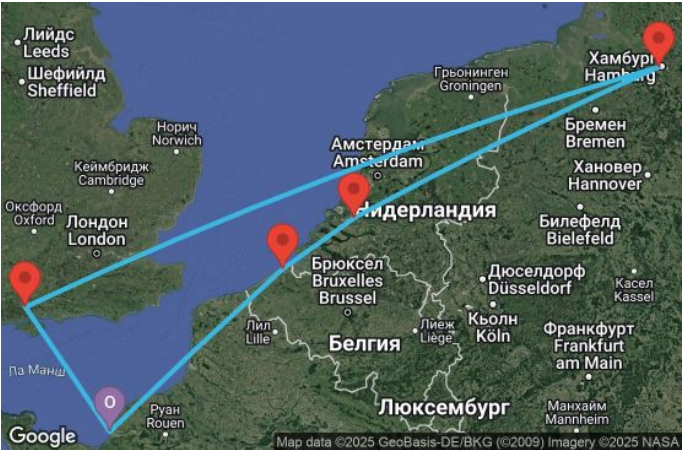 Лийдс
Leeds
Шефийлд
Sheffield
Норич
Norwich
Кеймбридж
Cambridge
Оксфорд
Oxford
Лондон
London
Хамбург
Hamburg
Грьонинген
Groningen
Бремен
Bremen
Амстердам
Amsterdam
Хановер
Hannover
Нидерландия
Билефелд
Bielefeld
Брюксел
Bruxelles
Brussel
Дюселдорф
Düsseldorf
Касел
Kassel
Лил
Lille
Лиеж
Liège
Кьолн
Köln
Белгия
Франкфурт
Frankfurt
am Main
Ла Манш
O
Руан
Rouen
Люксембург
Манхайм
Mannheim
Google
Map data ©2025 GeoBasis-DE/BKG (©2009) Imagery ©2025 NASA